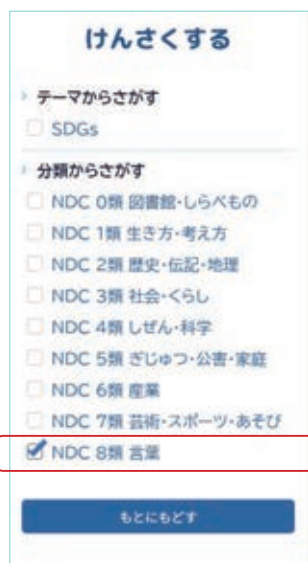 けんさくする
テーマからさがす
SDGs
分類からさがす
NDC 0類 図書館・しらべもの
NDC 1類 生き方・考え方
NDC 2類 歴史・伝記・地理
NDC 3類 社会・くらし
NDC 4類 しぜん・科学
NDC 5類 ぎじゅつ・公害・家庭
NDC 6類 産業
NDC 7類 芸術・スポーツ・あそび
NDC 8類 言葉
もとにもどす